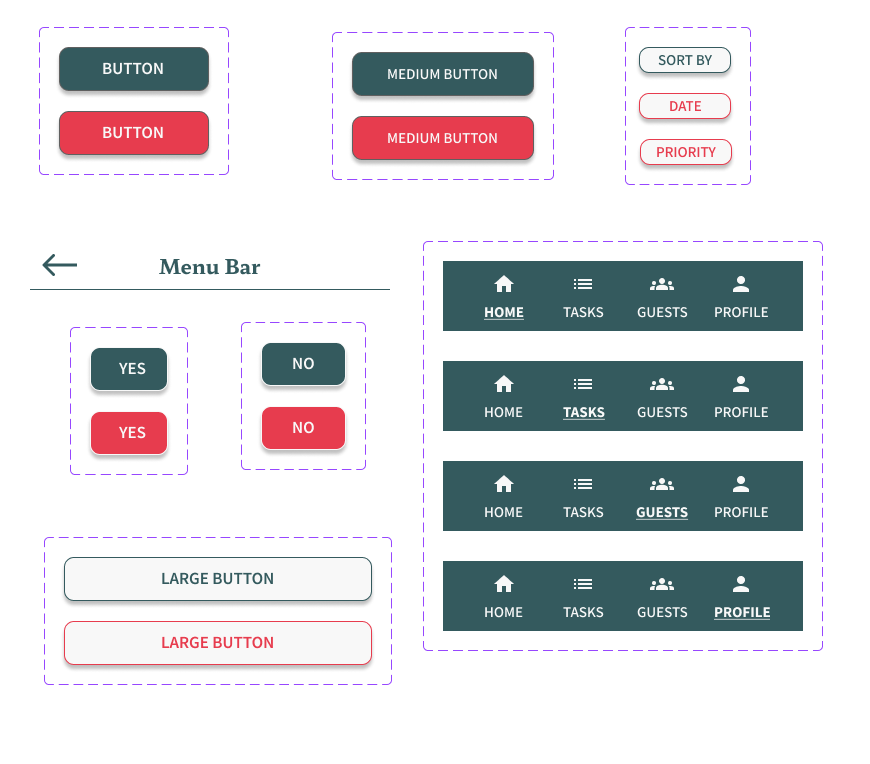 BUTTON
BUTTON
MEDIUM BUTTON
MEDIUM BUTTON
SORT BY
DATE
PRIORITY
Menu Bar
YES
YES
NO
NO
LARGE BUTTON
LARGE BUTTON
HOME TASKS GUESTS PROFILE
HOME TASKS GUESTS PROFILE
HOME TASKS GUESTS PROFILE
HOME TASKS GUESTS PROFILE